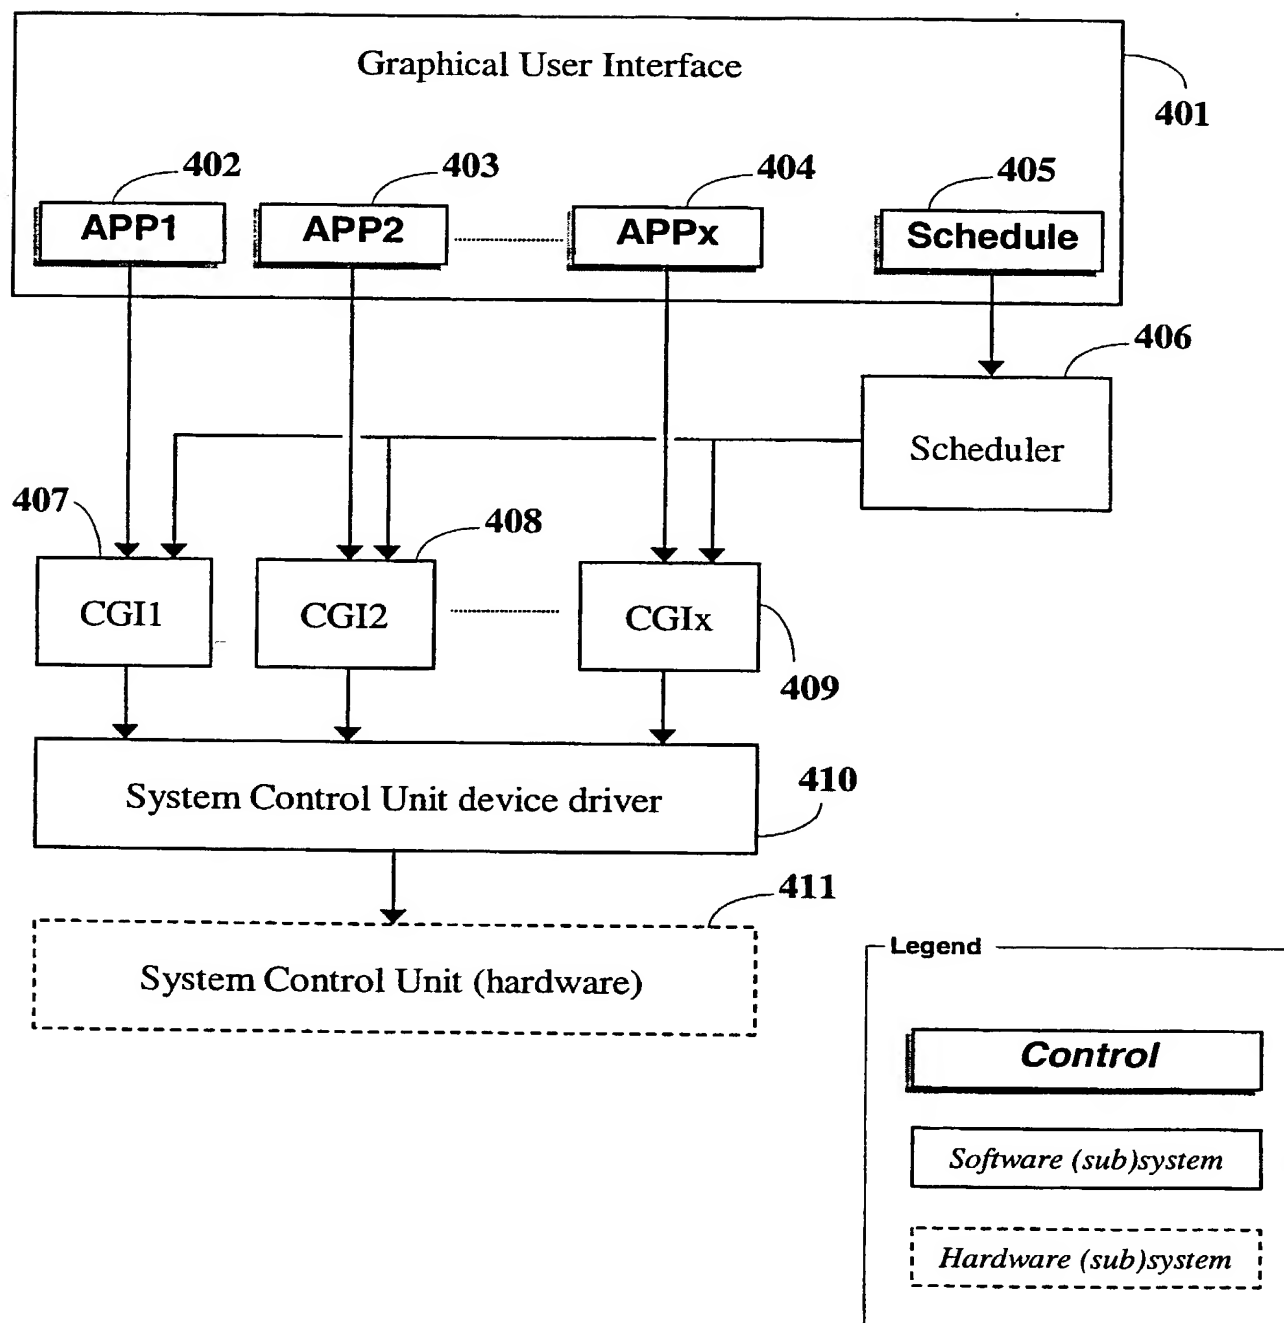 Graphical User Interface
401
402
403
404
405
APP1
APP2
APPx
Schedule
406
Scheduler
407
408
CGI1
CGI2
CGIx
409
System Control Unit device driver
410
411
System Control Unit (hardware)
Legend
Control
Software (sub)system
Hardware (sub)system